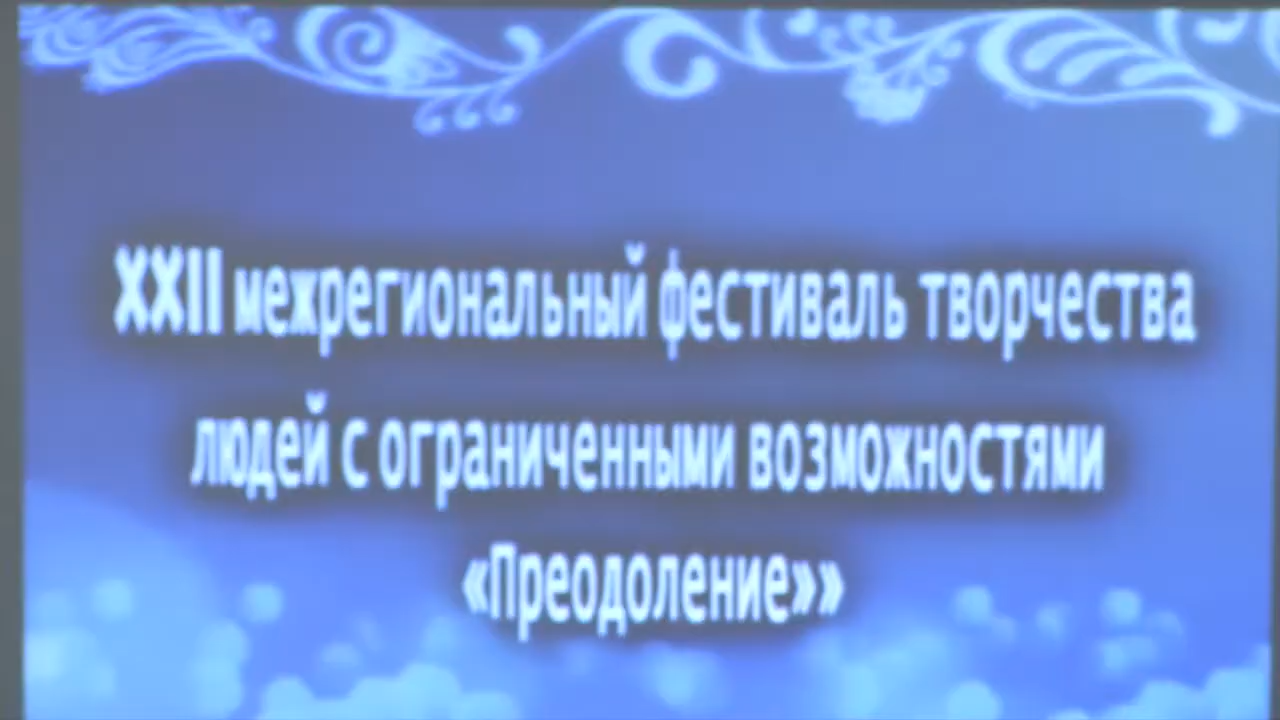 XXII межрегиональный фестиваль творчества
людей с ограниченными возможностями
«Преодоление»»